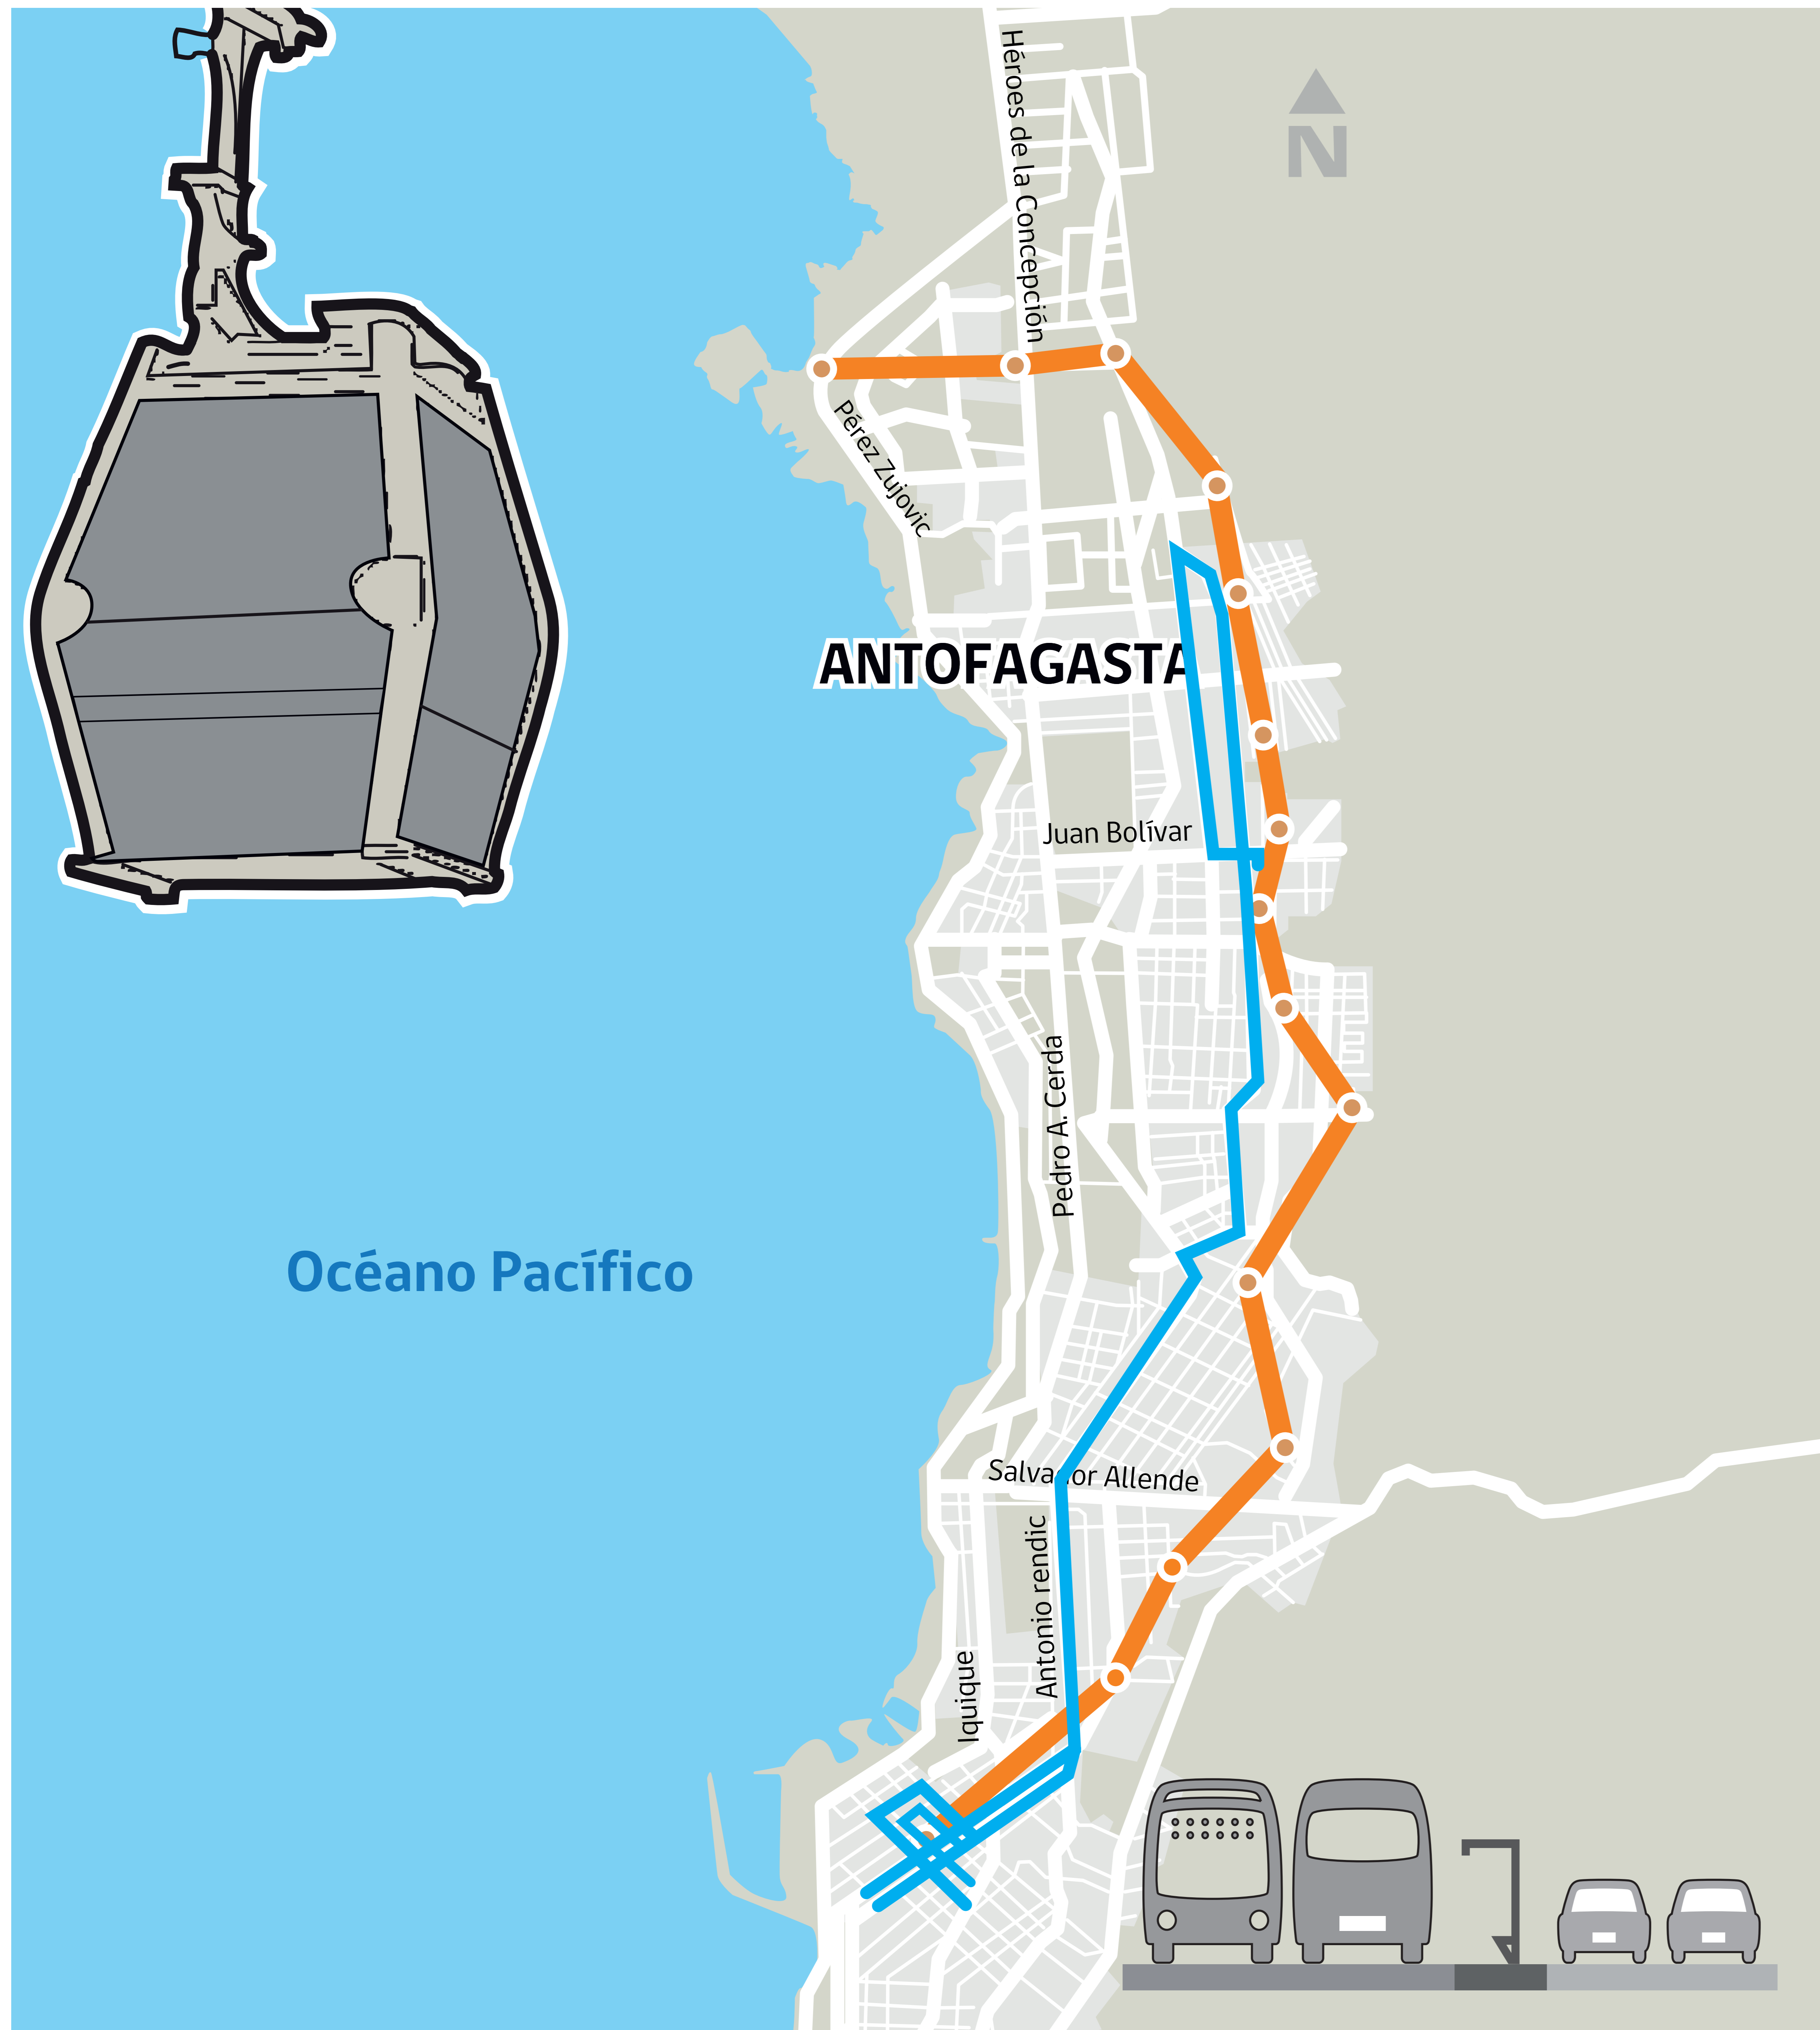 Héroes de la Concepción
N
Pérez Zujovic
ANTOFAGASTA
Juan Bolívar
Pedro A. Cerda
Océano Pacífico
Salvador Allende
Antonio rendic
Iquique